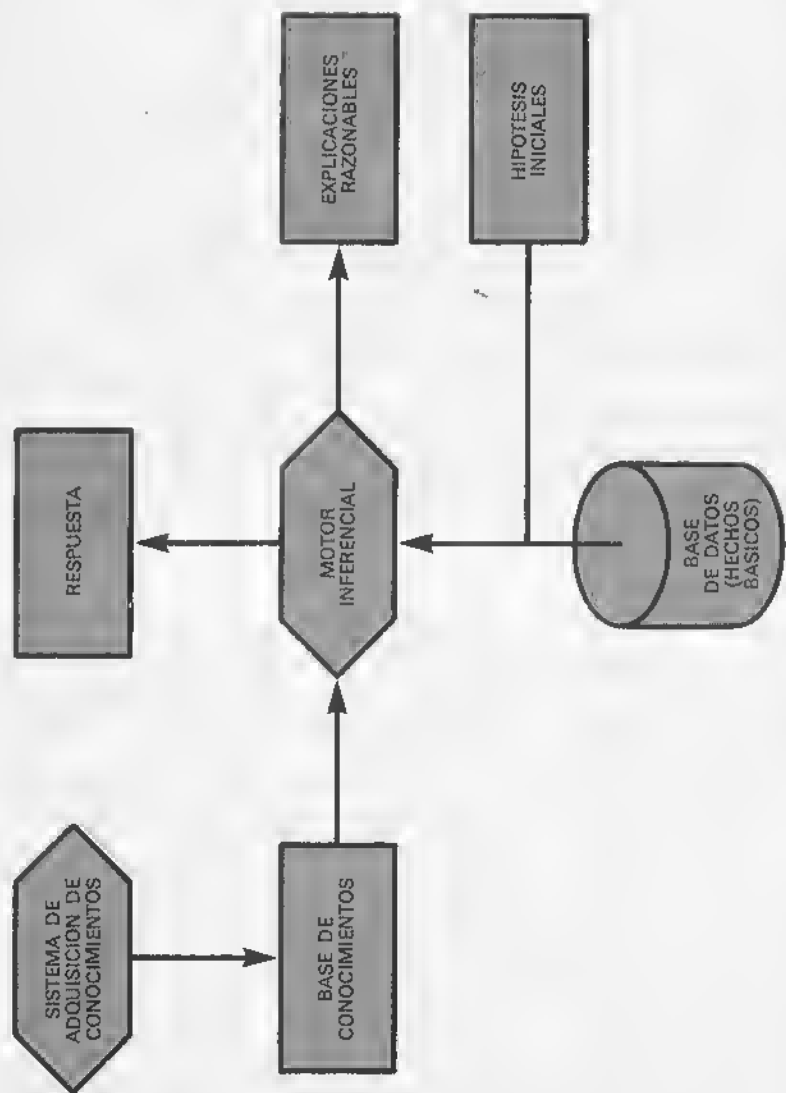 BASE DE
CONOCIMIENTOS
SISTEMA DE
ADQUISICION DE
CONOCIMIENTOS
BASE
DE DATOS
(HECHOS
BASICOS)
MOTOR
INFERENCIAL
RESPUESTA
HIPOTESIS
INICIALES
EXPLICACIONES
RAZONABLES